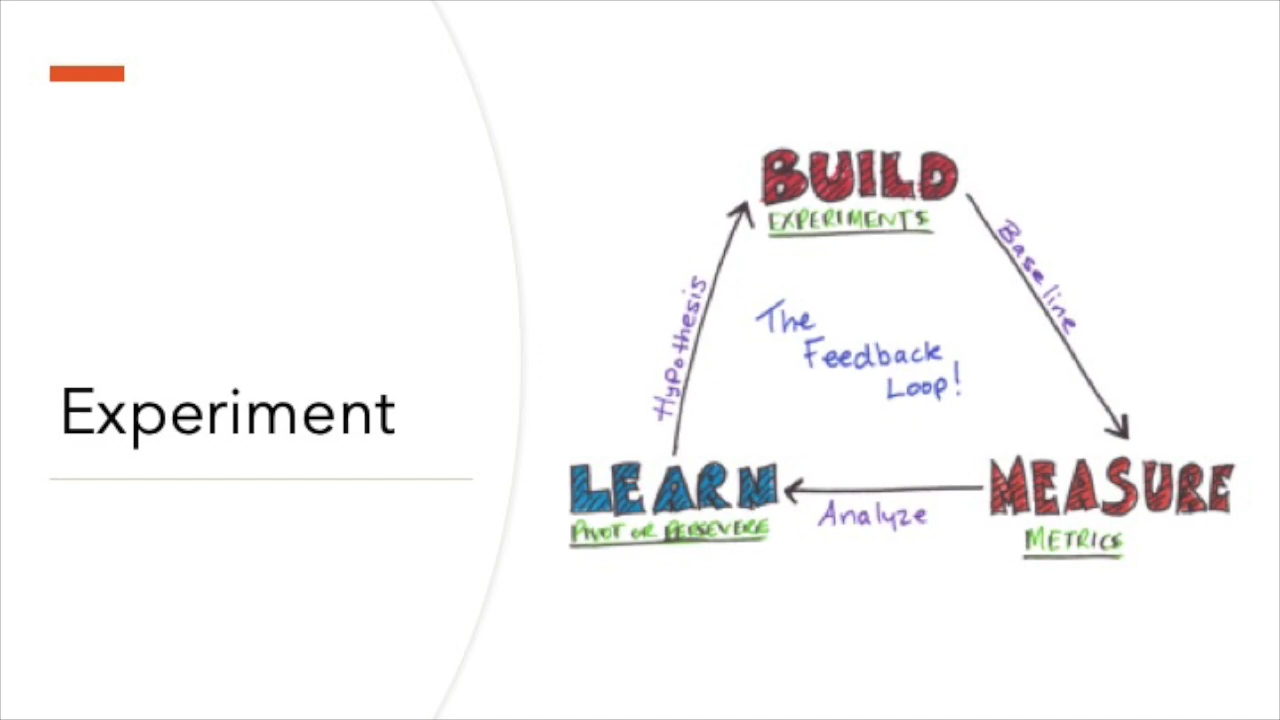 Experiment
BUILD
EXPERIMENTS
Hypothesis
Baseline
The
Feedback
Loop!
LEARN
PIVOT OR PERSEVERE
Analyze
MEASURE
METRICS